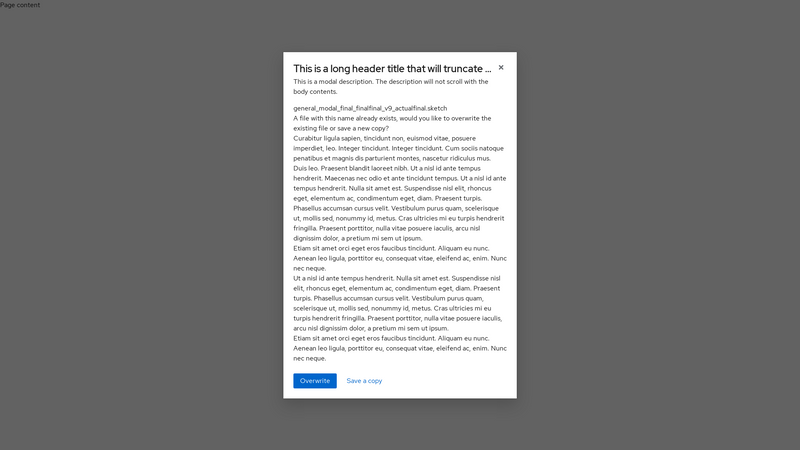 Page content
This is a long header title that will truncate ...
This is a modal description. The description will not scroll with the
body contents.
general_modal_final_finalfinal_v9_actualfinal.sketch
A file with this name already exists, would you like to overwrite the
existing file or save a new copy?
Curabitur ligula sapien, tincidunt non, euismod vitae, posuere
imperdiet, leo. Integer tincidunt. Integer tincidunt. Cum sociis natoque
penatibus et magnis dis parturient montes, nascetur ridiculus mus.
Duis leo. Praesent blandit laoreet nibh. Ut a nisl id ante tempus
hendrerit. Maecenas nec odio et ante tincidunt tempus. Ut a nisl id ante
tempus hendrerit. Nulla sit amet est. Suspendisse nisl elit, rhoncus
eget, elementum ac, condimentum eget, diam. Praesent turpis.
Phasellus accumsan cursus velit. Vestibulum purus quam, scelerisque
ut, mollis sed, nonummy id, metus. Cras ultricies mi eu turpis hendrerit
fringilla. Praesent porttitor, nulla vitae posuere iaculis, arcu nisl
dignissim dolor, a pretium mi sem ut ipsum.
Etiam sit amet orci eget eros faucibus tincidunt. Aliquam eu nunc.
Aenean leo ligula, porttitor eu, consequat vitae, eleifend ac, enim. Nunc
nec neque.
Ut a nisl id ante tempus hendrerit. Nulla sit amet est. Suspendisse nisl
elit, rhoncus eget, elementum ac, condimentum eget, diam. Praesent
turpis. Phasellus accumsan cursus velit. Vestibulum purus quam,
scelerisque ut, mollis sed, nonummy id, metus. Cras ultricies mi eu
turpis hendrerit fringilla. Praesent porttitor, nulla vitae posuere iaculis,
arcu nisl dignissim dolor, a pretium mi sem ut ipsum.
Etiam sit amet orci eget eros faucibus tincidunt. Aliquam eu nunc.
Aenean leo ligula, porttitor eu, consequat vitae, eleifend ac, enim. Nunc
nec neque.
Overwrite
Save a copy